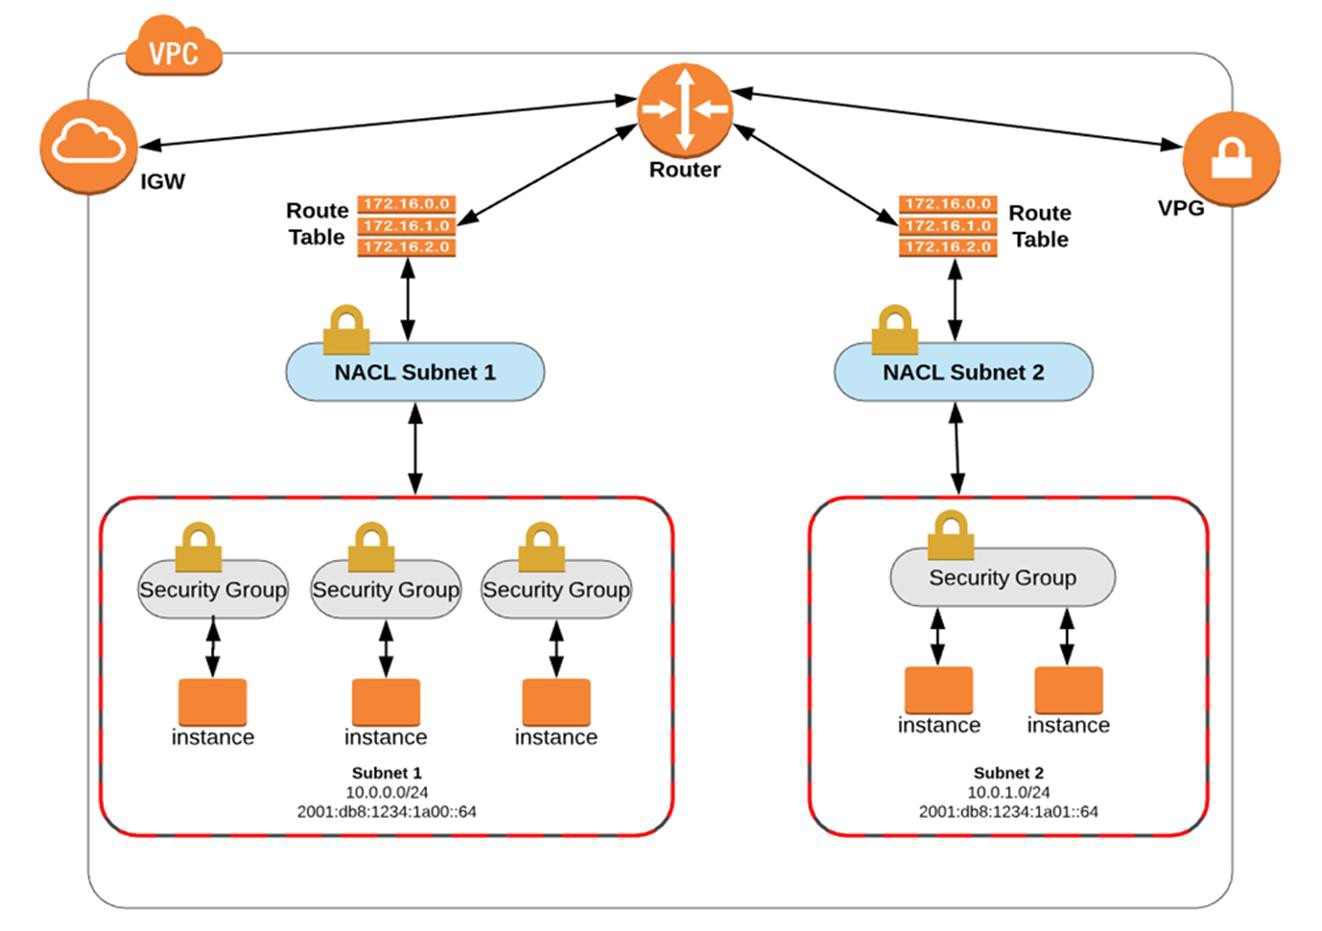 VPC
IGW
Router
VPG
Route
Table
172.16.0.0
172.16.1.0
172.16.2.0
172.16.0.0
172.16.1.0
172.16.2.0
Route
Table
NACL Subnet 1
NACL Subnet 2
Security Group
Security Group
Security Group
Security Group
instance
instance
instance
instance
instance
Subnet 1
10.0.0.0/24
2001:db8:1234:1a00::64
Subnet 2
10.0.1.0/24
2001:db8:1234:1a01::64